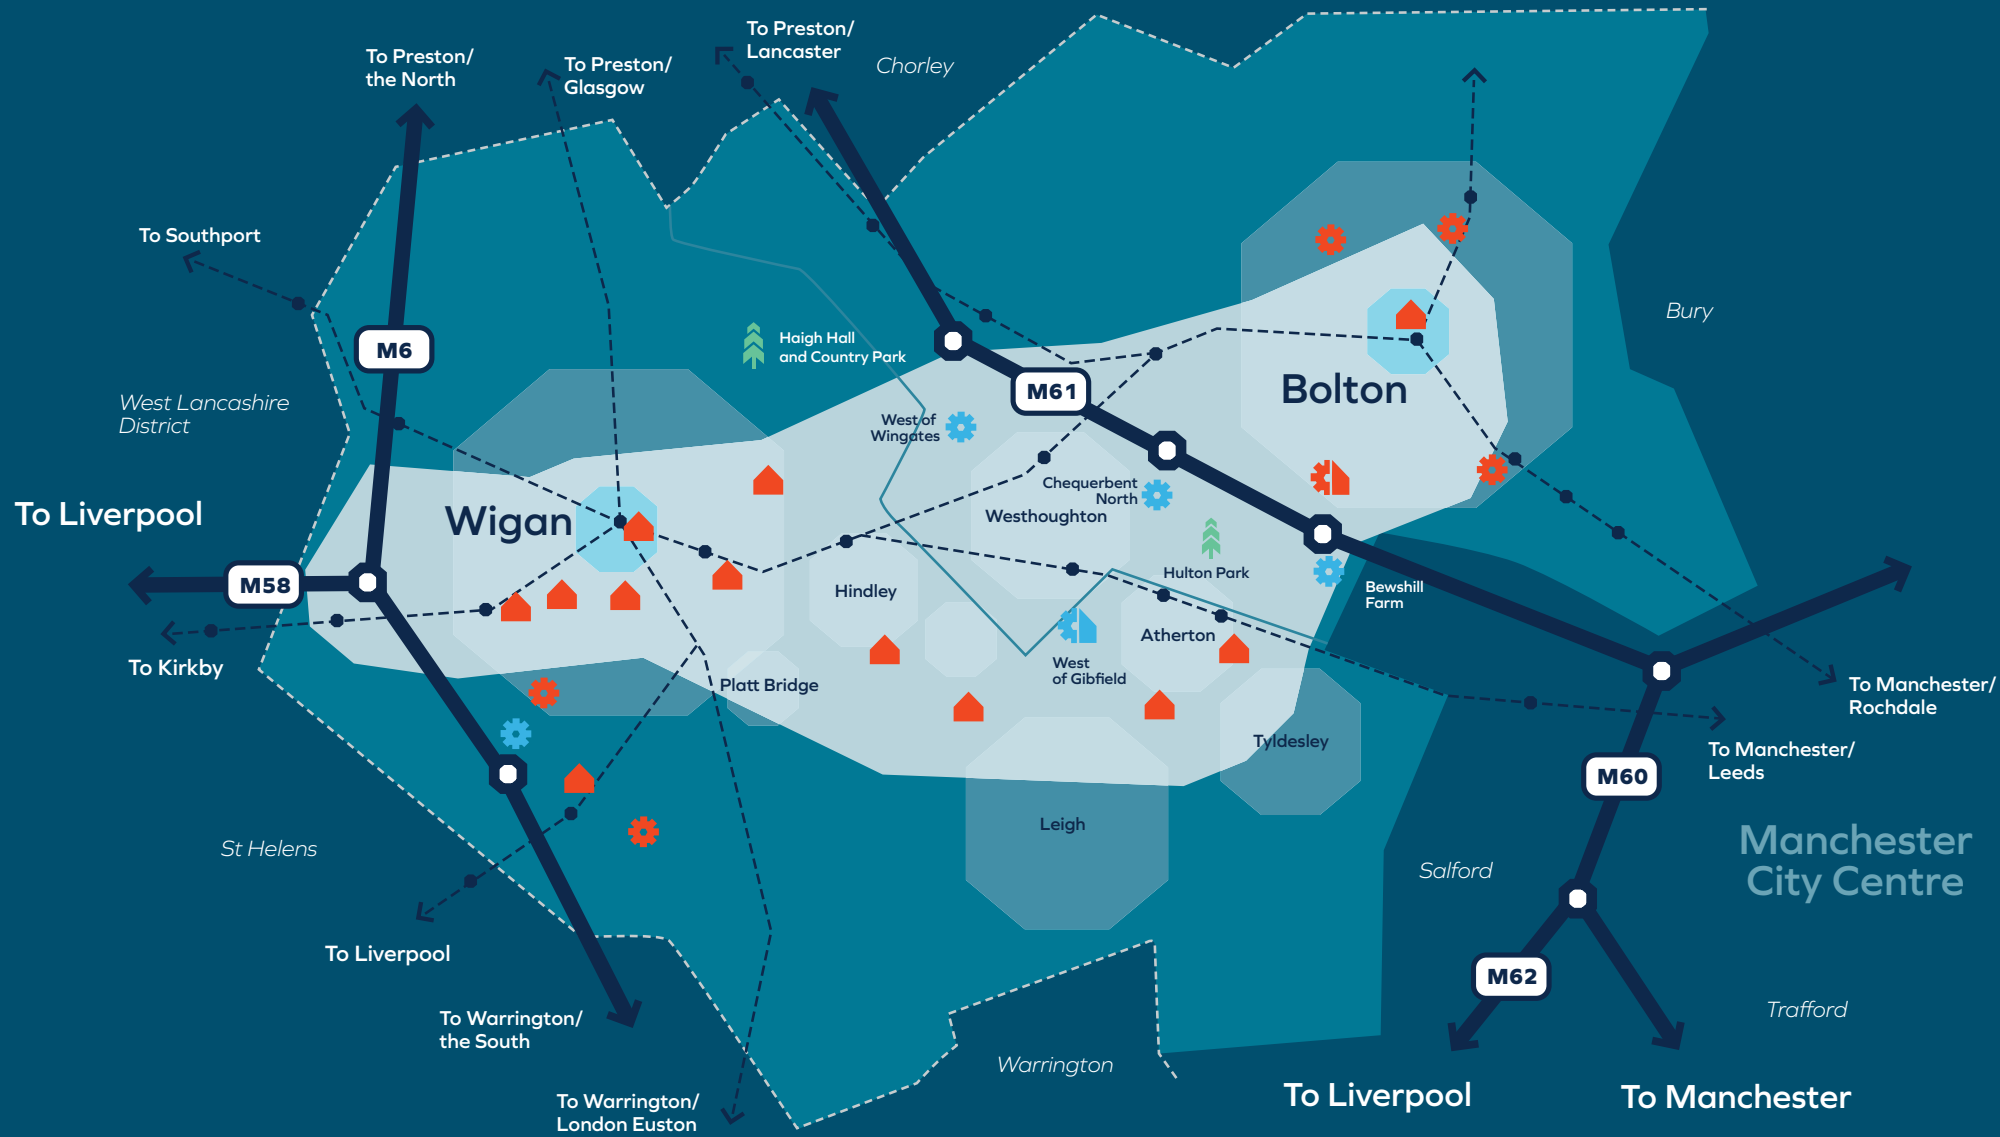 To Preston/
Lancaster
To Preston/
the North
To Preston/
Glasgow
Chorley
To Southport
Bury
Haigh Hall
and Country Park
M6
M61
Bolton
West Lancashire
District
West of
Wingates
Chequerbent
North
Westhoughton
To Liverpool
Wigan
M58
Hulton Park
Bewshill
Farm
Hindley
Atherton
To Kirkby
West
of Gibfield
Platt Bridge
To Manchester/
Rochdale
Tyldesley
To Manchester/
Leeds
M60
Leigh
Manchester
City Centre
St Helens
Salford
To Liverpool
M62
To Warrington/
the South
Trafford
Warrington
To Liverpool
To Manchester
To Warrington/
London Euston